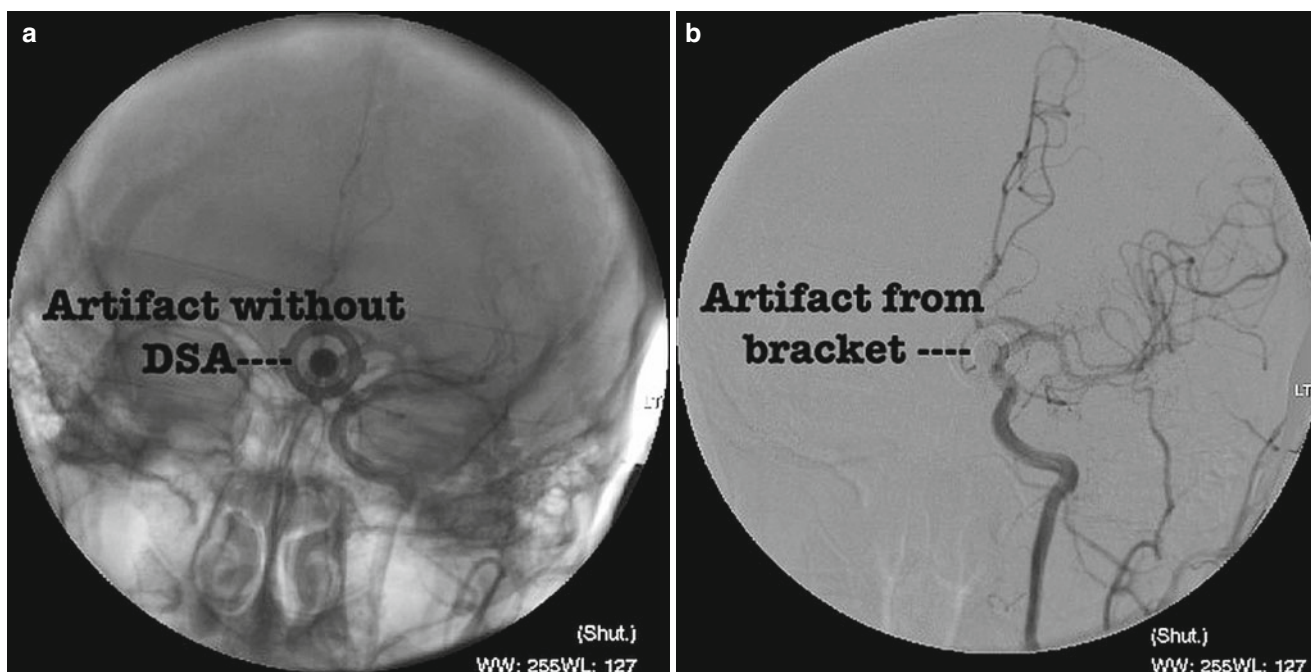 a
Artifact without
DSA----
LT
(Shut.)
WW: 255WL: 127
b
Artifact from
bracket ----
LT
(Shut.)
WW: 255WL: 127